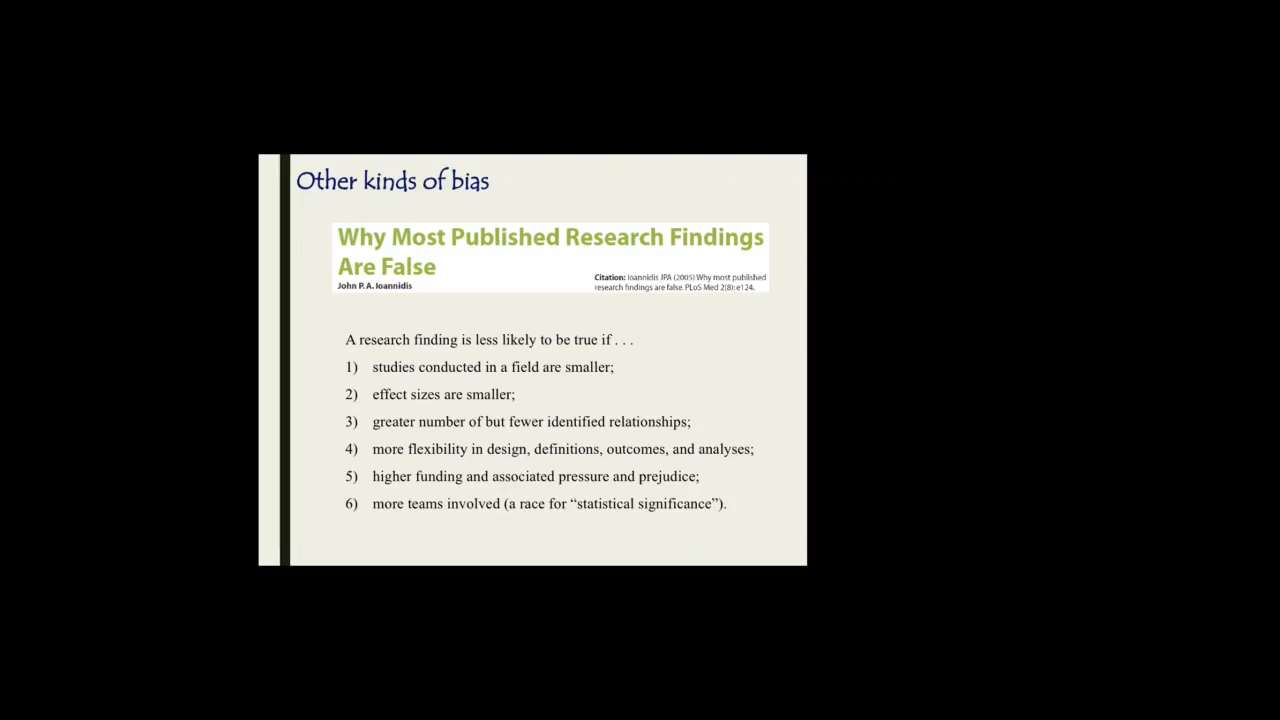 Other kinds of bias
Why Most Published Research Findings
Are False
John P. A. Ioannidis
Citation: Ioannidis JPA (2005) Why most published
research findings are false. PLoS Med 2(8): e124.
A research finding is less likely to be true if . . .
1) studies conducted in a field are smaller;
2) effect sizes are smaller;
3) greater number of but fewer identified relationships;
4) more flexibility in design, definitions, outcomes, and analyses;
5) higher funding and associated pressure and prejudice;
6) more teams involved (a race for “statistical significance”).